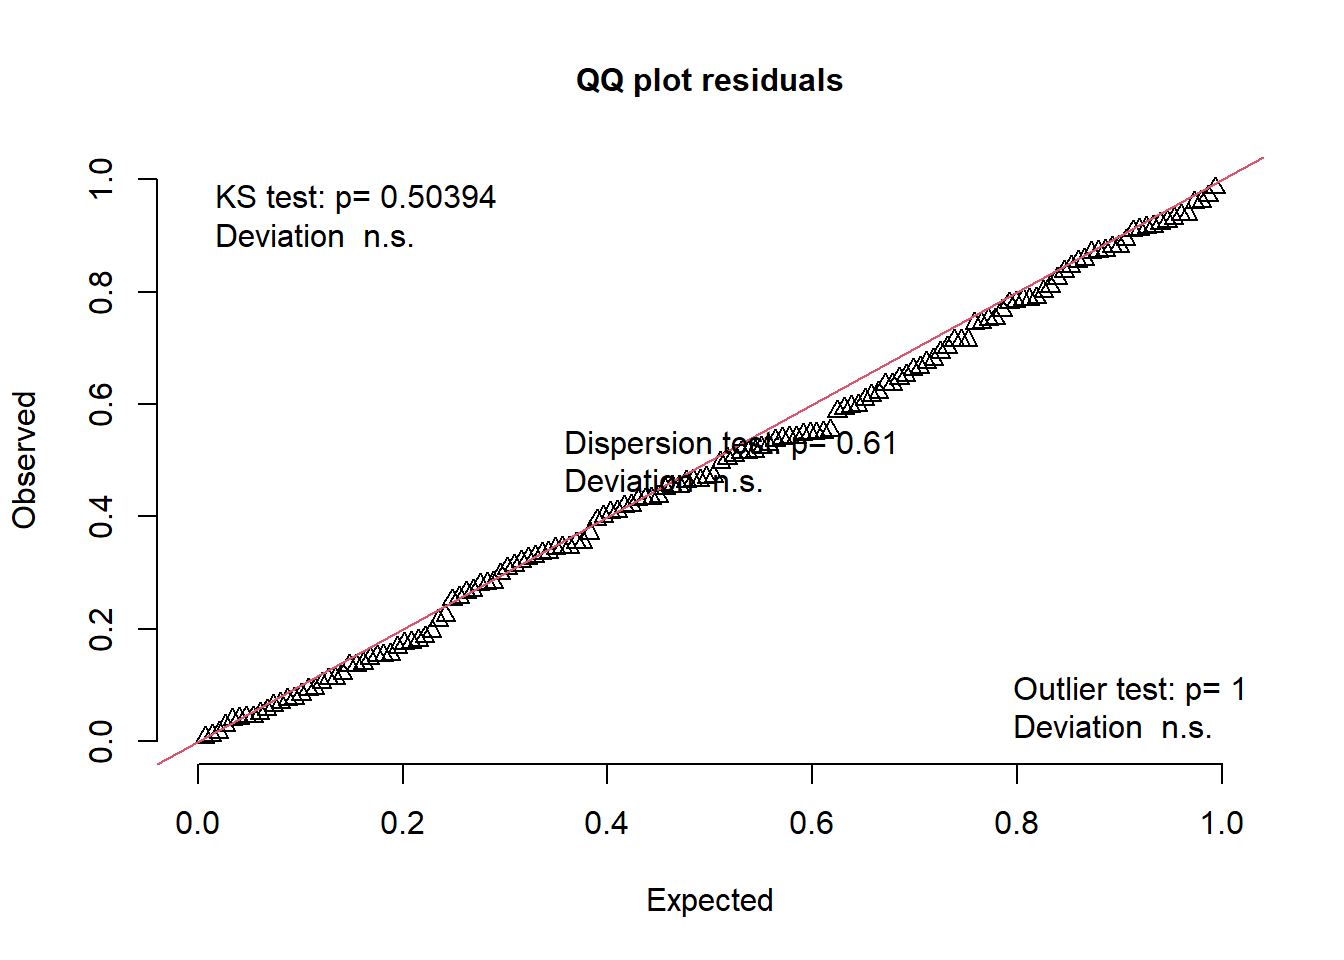 QQ plot residuals
KS test: p= 0.50394
Deviation  n.s.
Dispersion test: p= 0.61
Deviation  n.s.
Outlier test: p= 1
Deviation  n.s.
Observed
1.0
0.8
0.6
0.4
0.2
0.0
0.0 0.2 0.4 0.6 0.8 1.0
Expected